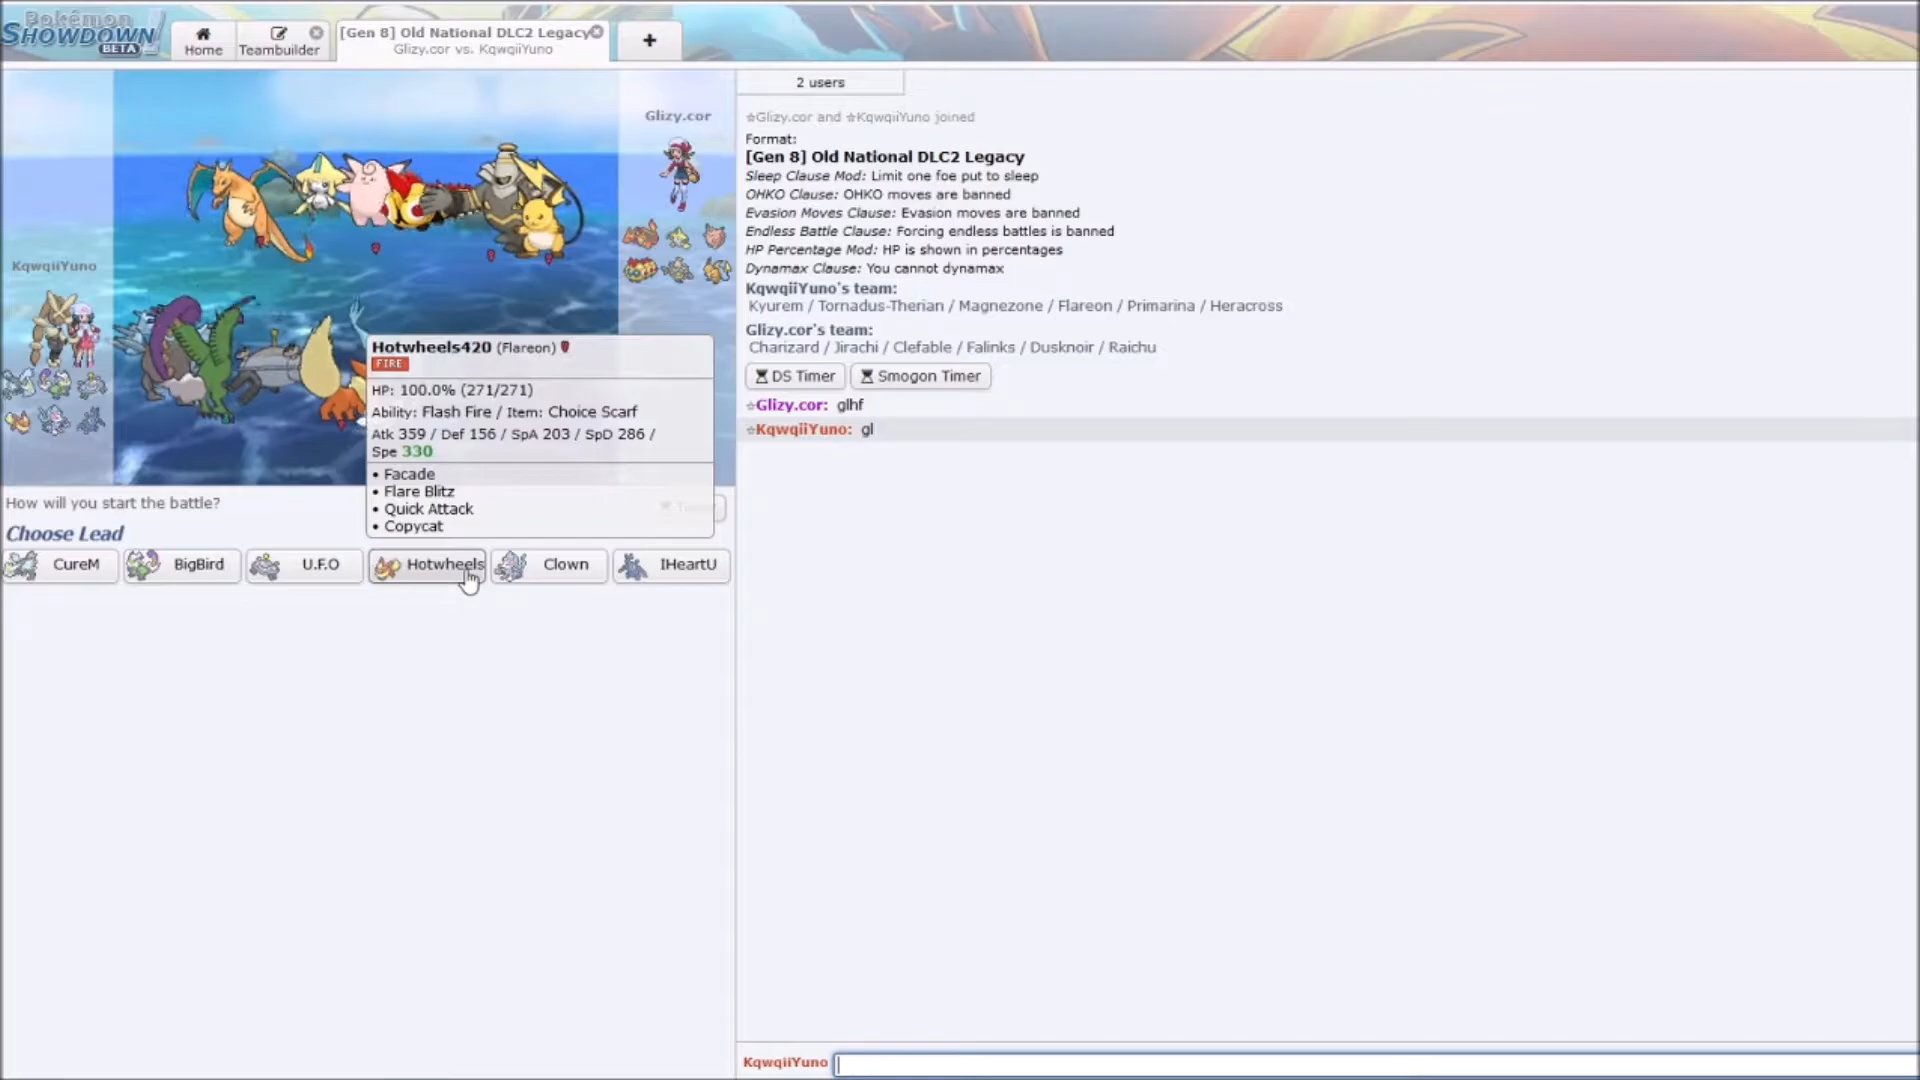 Pokémon
SHOWDOWN
BETA
Home
Teambuilder
[Gen 8] Old National DLC2 Legacy
Glizy.cor vs. KqwqiiYuno
+
2 users
Glizy.cor
KqwqiiYuno
☆Glizy.cor and ☆KqwqiiYuno joined
Format:
[Gen 8] Old National DLC2 Legacy
Sleep Clause Mod: Limit one foe put to sleep
OHKO Clause: OHKO moves are banned
Evasion Moves Clause: Evasion moves are banned
Endless Battle Clause: Forcing endless battles is banned
HP Percentage Mod: HP is shown in percentages
Dynamax Clause: You cannot dynamax
KqwqiiYuno's team:
Kyurem / Tornadus-Therian / Magnezone / Flareon / Primarina / Heracross
Glizy.cor's team:
Charizard / Jirachi / Clefable / Falinks / Dusknoir / Raichu
DS Timer
Smogon Timer
☆Glizy.cor: glhf
☆KqwqiiYuno: gl
Hotwheels420 (Flareon)
FIRE
HP: 100.0% (271/271)
Ability: Flash Fire / Item: Choice Scarf
Atk 359 / Def 156 / SpA 203 / SpD 286 /
Spe 330
• Facade
• Flare Blitz
• Quick Attack
• Copycat
How will you start the battle?
Choose Lead
CureM
BigBird
U.F.O
Hotwheels
Clown
IHeartU
KqwqiiYuno